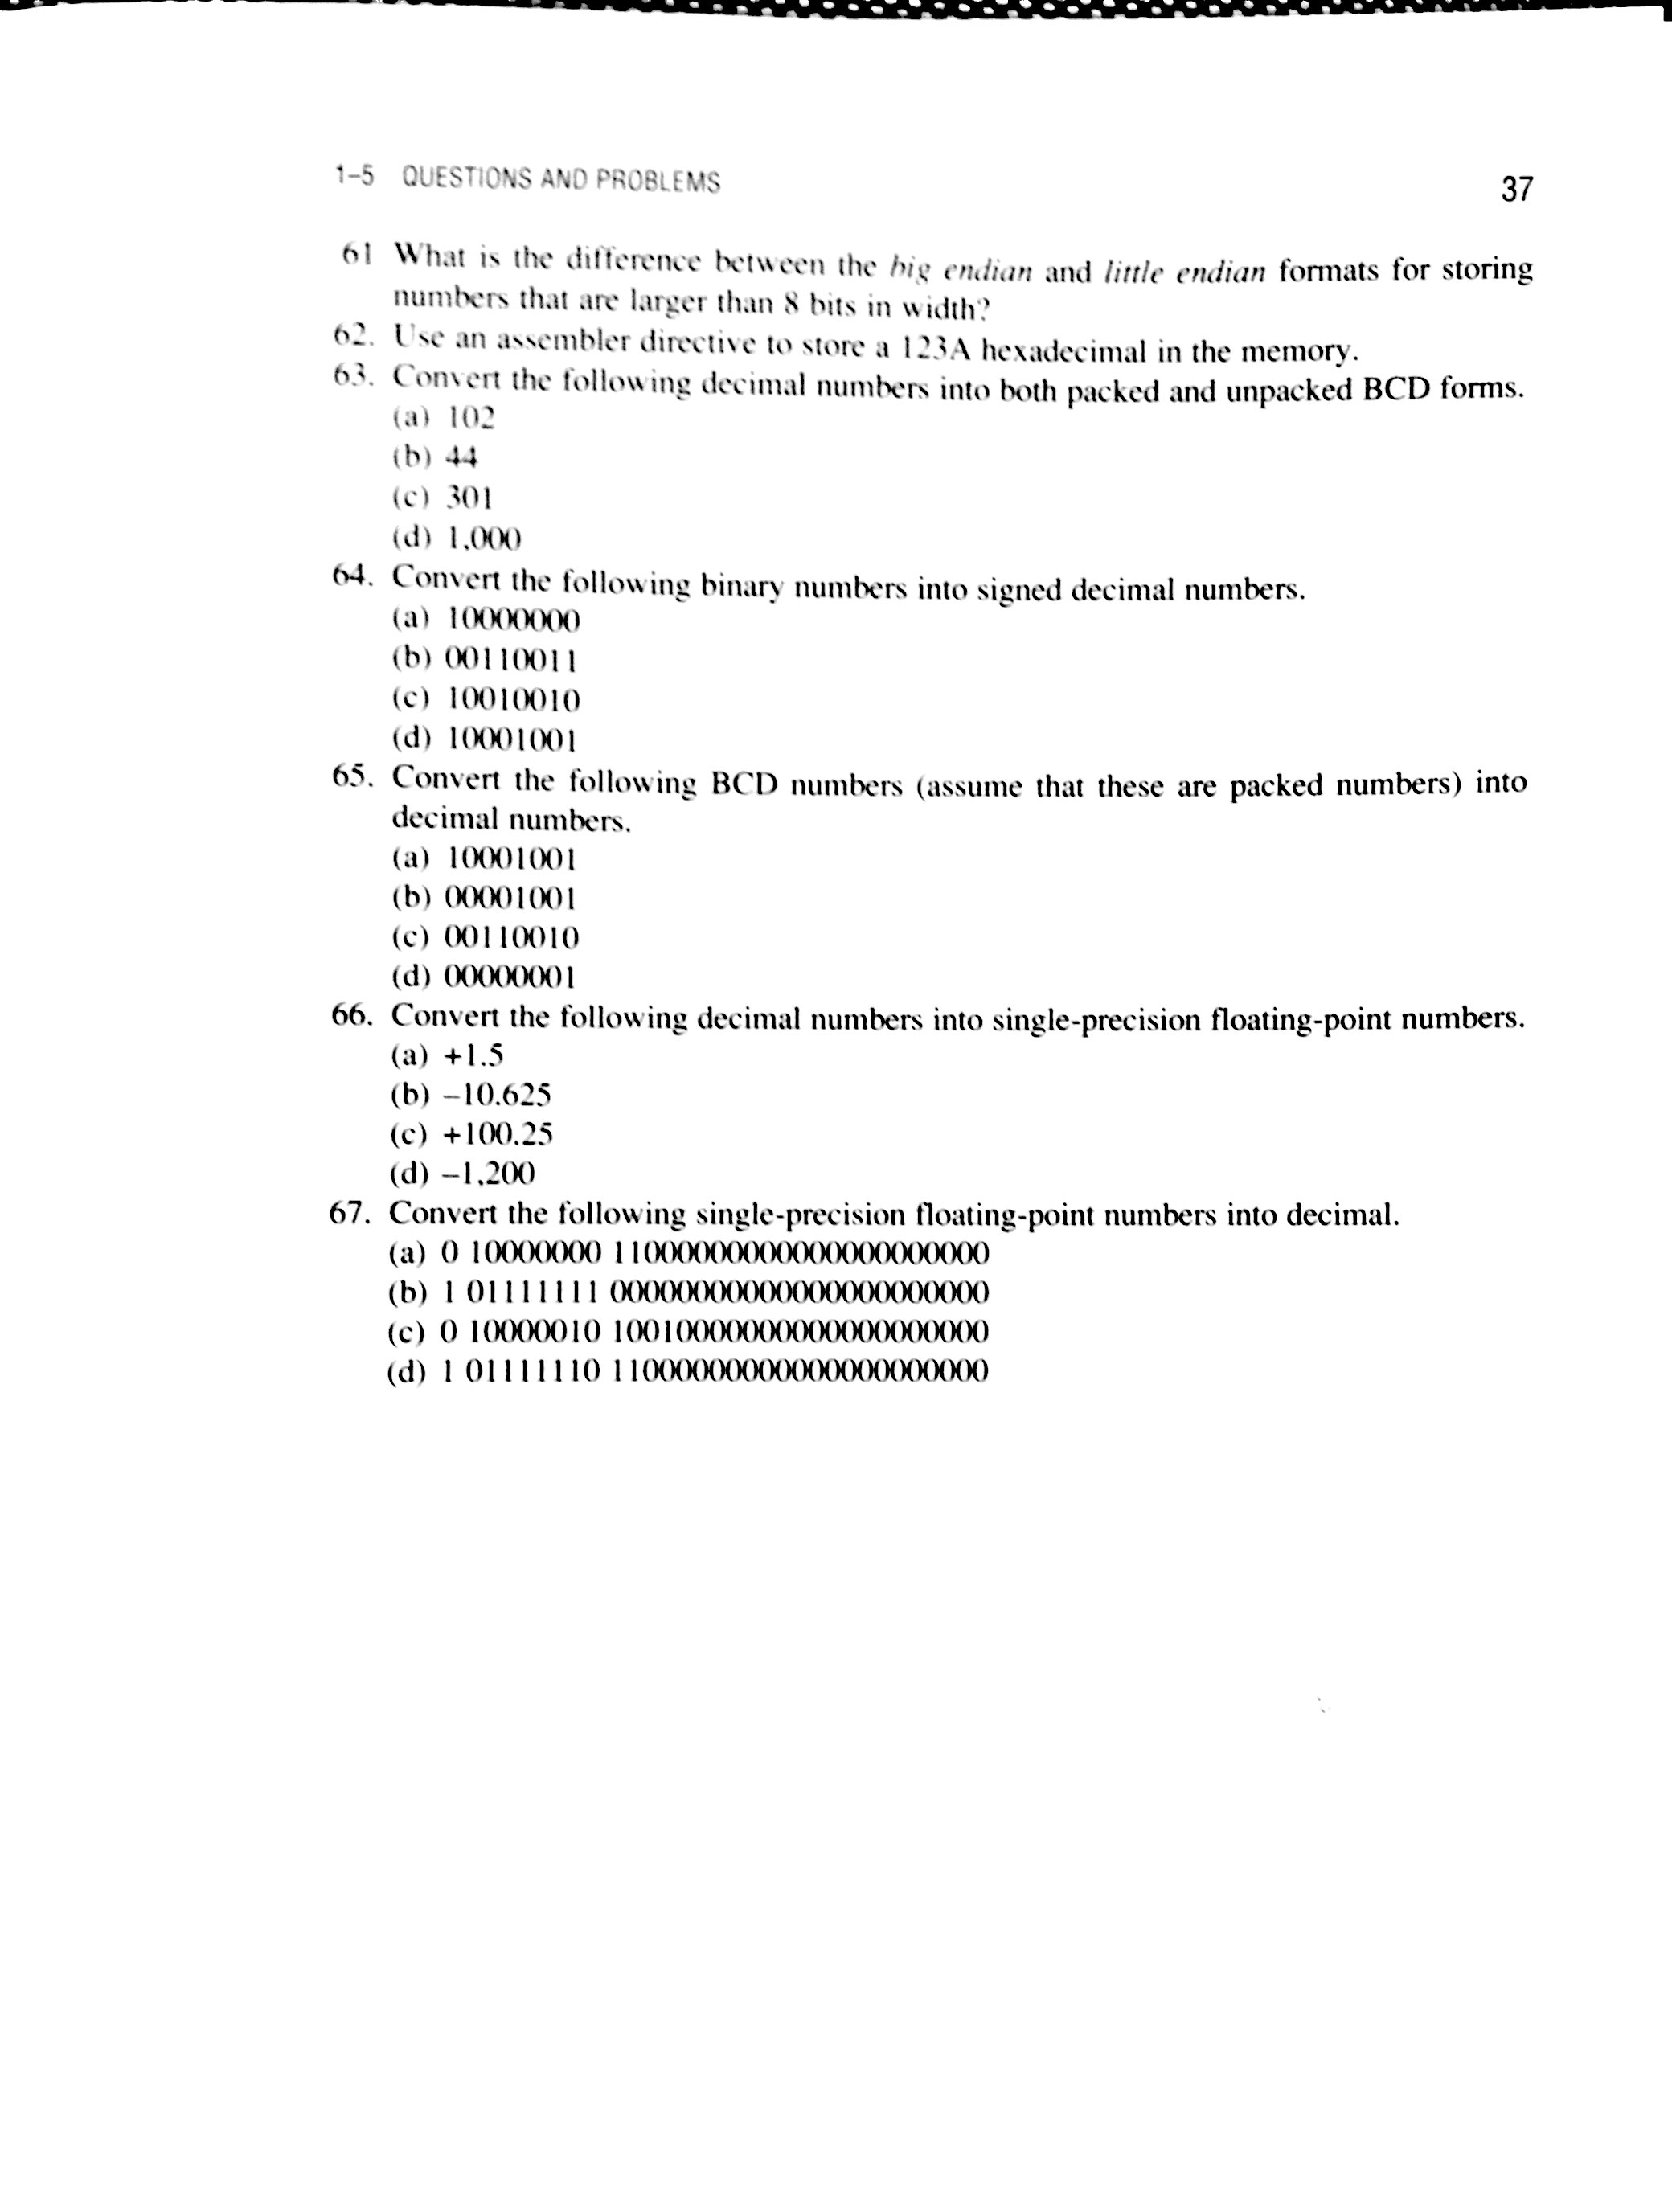 1–5 QUESTIONS AND PROBLEMS 37
61 What is the difference between the big endian and little endian formats for storing
numbers that are larger than 8 bits in width?
62. Use an assembler directive to store a 123A hexadecimal in the memory.
63. Convert the following decimal numbers into both packed and unpacked BCD forms.
(a) 102
(b) 44
(c) 301
(d) 1,000
64. Convert the following binary numbers into signed decimal numbers.
(a) 10000000
(b) 00110011
(c) 10010010
(d) 10001001
65. Convert the following BCD numbers (assume that these are packed numbers) into
decimal numbers.
(a) 10001001
(b) 00001001
(c) 00110010
(d) 00000001
66. Convert the following decimal numbers into single-precision floating-point numbers.
(a) +1.5
(b) –10.625
(c) +100.25
(d) –1,200
67. Convert the following single-precision floating-point numbers into decimal.
(a) 0 10000000 11000000000000000000000
(b) 1 01111111 00000000000000000000000
(c) 0 10000010 10010000000000000000000
(d) 1 01111110 11000000000000000000000